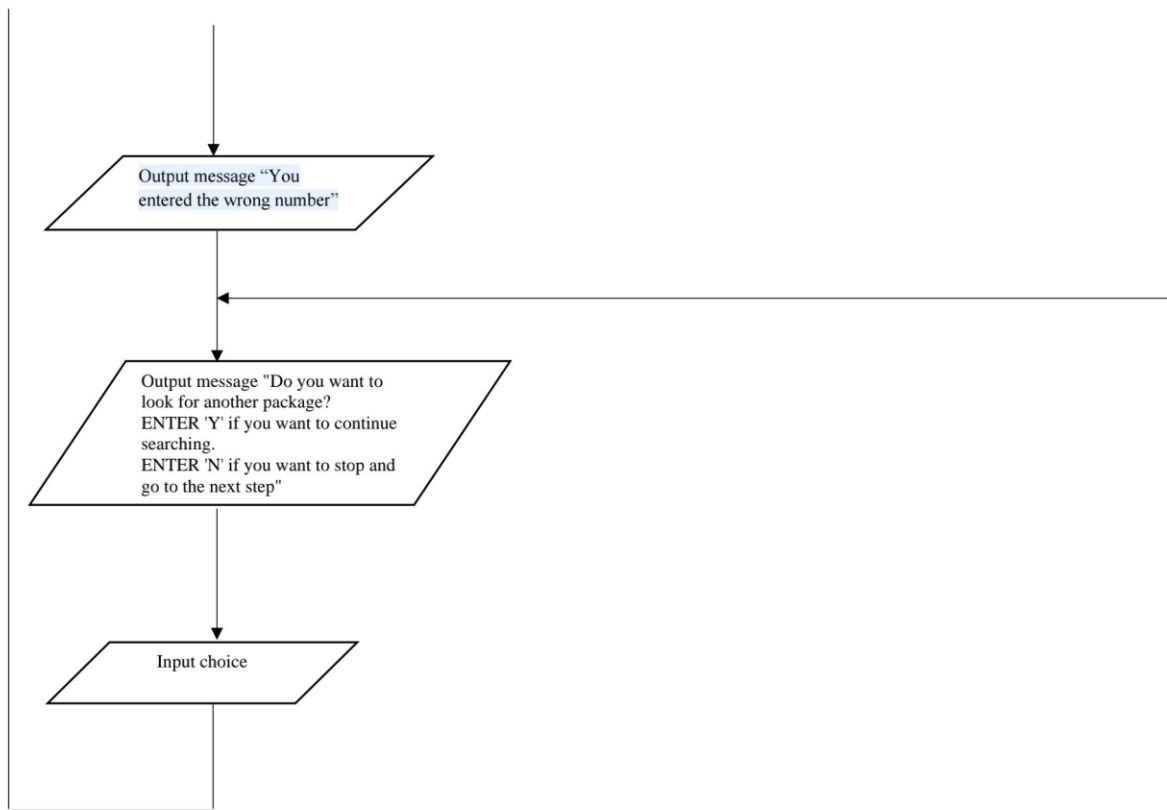 Output message “You
entered the wrong number”
Output message "Do you want to
look for another package?
ENTER 'Y' if you want to continue
searching.
ENTER 'N' if you want to stop and
go to the next step"
Input choice